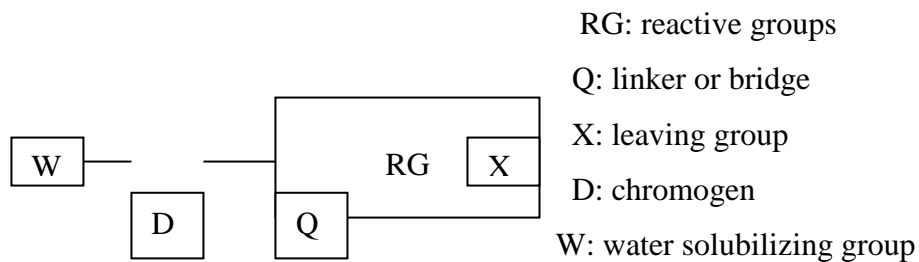 RG: reactive groups
Q: linker or bridge
X: leaving group
D: chromogen
W: water solubilizing group
W
RG
X
D
Q